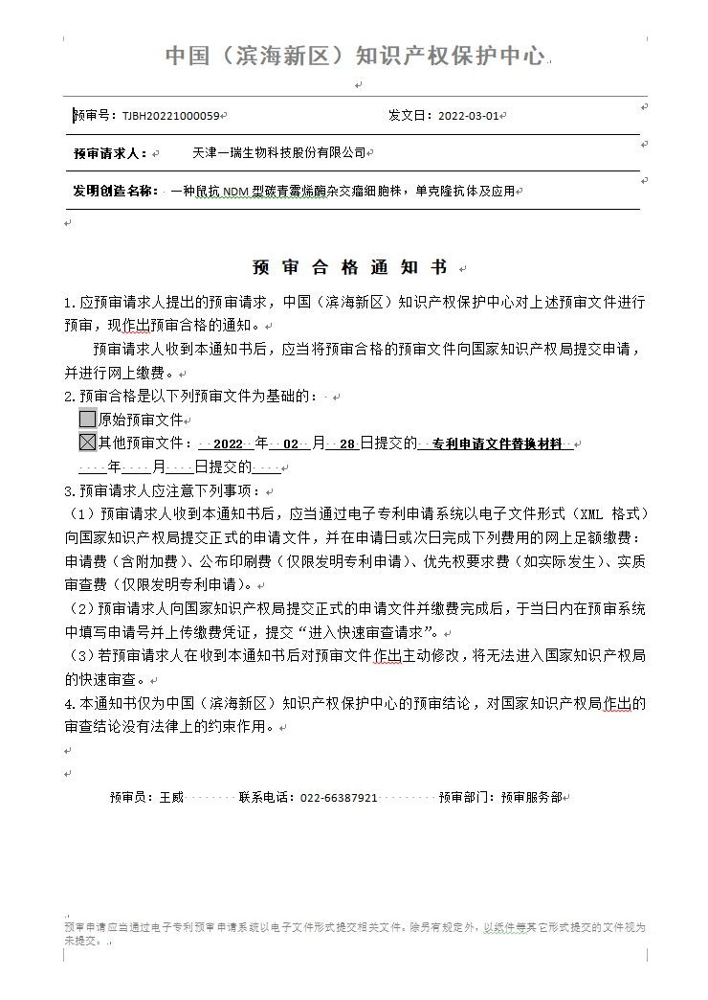 中国（滨海新区）知识产权保护中心
预审号：TJBH20221000059 发文日：2022-03-01
预审请求人： 天津一瑞生物科技股份有限公司
发明创造名称： 一种鼠抗 NDM 型碳青霉烯酶杂交瘤细胞株，单克隆抗体及应用
预 审 合 格 通 知 书
1.应预审请求人提出的预审请求，中国（滨海新区）知识产权保护中心对上述预审文件进行
预审，现作出预审合格的通知。
预审请求人收到本通知书后，应当将预审合格的预审文件向国家知识产权局提交申请，
并进行网上缴费。
2.预审合格是以下列预审文件为基础的：
☐原始预审文件
☒其他预审文件： 2022 年 02 月 28 日提交的 专利申请文件替换材料
年 月 日提交的
3.预审请求人应注意下列事项：
（1）预审请求人收到本通知书后，应当通过电子专利申请系统以电子文件形式（XML 格式）
向国家知识产权局提交正式的申请文件，并在申请日或次日完成下列费用的网上足额缴费：
申请费（含附加费）、公布印刷费（仅限发明专利申请）、优先权要求费（如实际发生）、实质
审查费（仅限发明专利申请）。
（2）预审请求人向国家知识产权局提交正式的申请文件并缴费完成后，于当日内在预审系统
中填写申请号并上传缴费凭证，提交“进入快速审查请求”。
（3）若预审请求人在收到本通知书后对预审文件作出主动修改，将无法进入国家知识产权局
的快速审查。
4.本通知书仅为中国（滨海新区）知识产权保护中心的预审结论，对国家知识产权局作出的
审查结论没有法律上的约束作用。
预审员：王威 联系电话：022-66387921 预审部门：预审服务部
预审申请应当通过电子专利预审申请系统以电子文件形式提交相关文件。除另有规定外，以纸件等其它形式提交的文件视为
未提交。